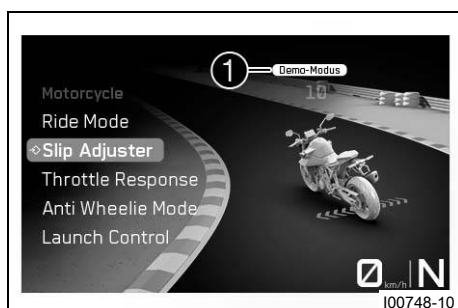 1
Demo-Modus
Motorcycle
10
Ride Mode
Slip Adjuster
Throttle Response
Anti Wheelie Mode
Launch Control
0 km/h N
I00748-10